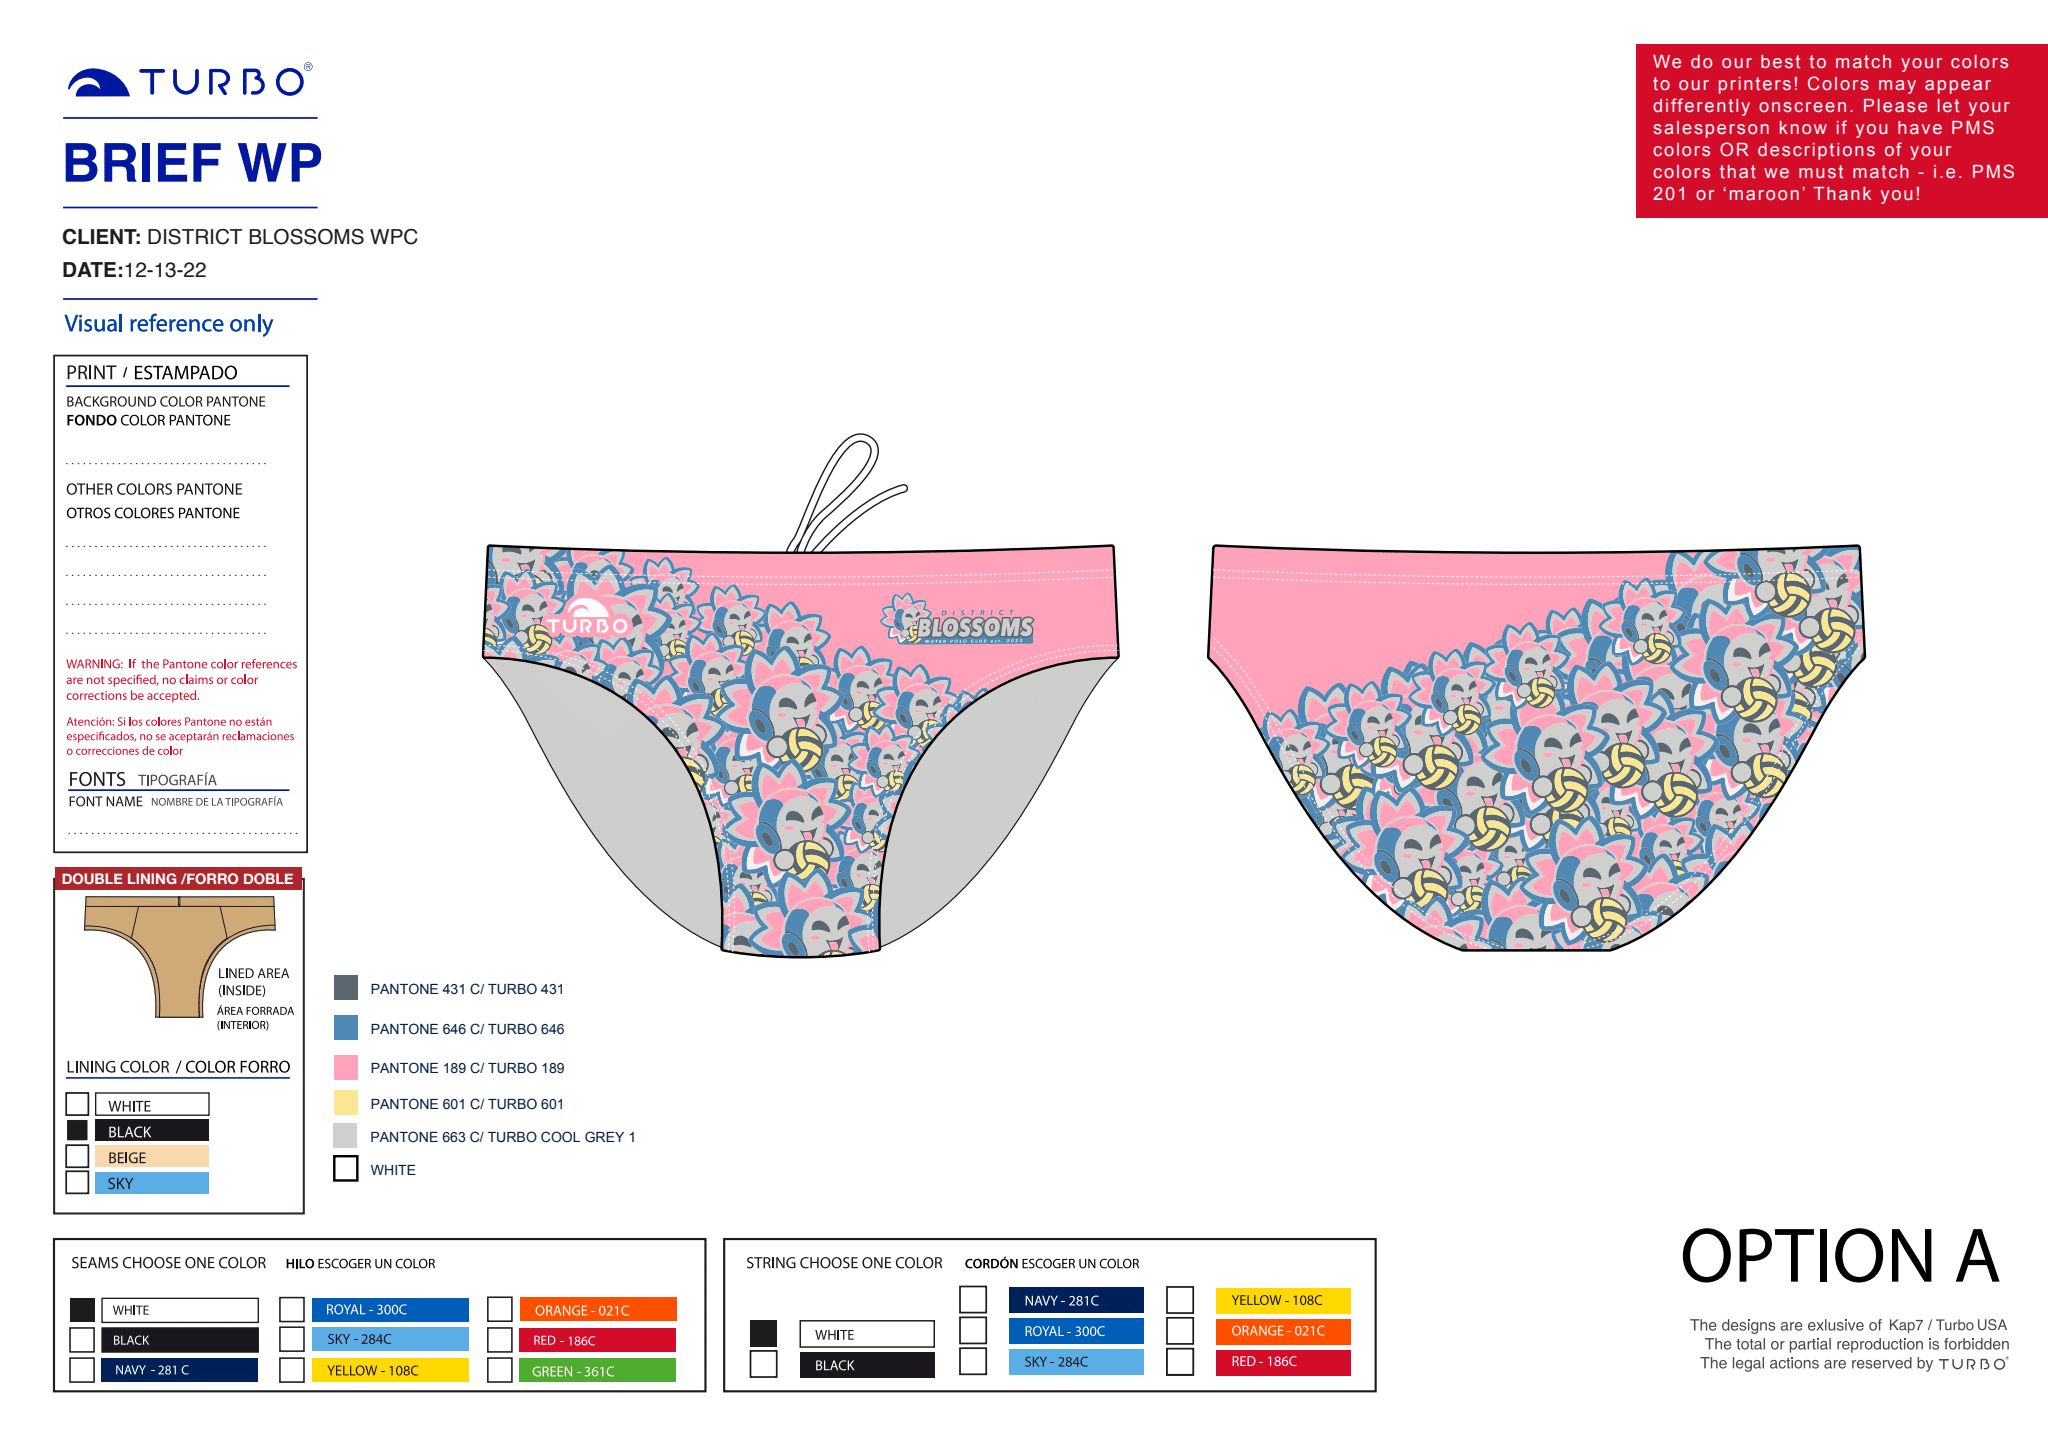 TURBO®
BRIEF WP
CLIENT: DISTRICT BLOSSOMS WPC
DATE:12-13-22
Visual reference only
We do our best to match your colors
to our printers! Colors may appear
differently onscreen. Please let your
salesperson know if you have PMS
colors OR descriptions of your
colors that we must match - i.e. PMS
201 or ‘maroon’ Thank you!
PRINT / ESTAMPADO
BACKGROUND COLOR PANTONE
FONDO COLOR PANTONE
OTHER COLORS PANTONE
OTROS COLORES PANTONE
WARNING: If the Pantone color references
are not specified, no claims or color
corrections be accepted.
Atención: Si los colores Pantone no están
especificados, no se aceptarán reclamaciones
o correcciones de color
FONTS TIPOGRAFÍA
FONT NAME NOMBRE DE LA TIPOGRAFÍA
TURBO
DISTRICT
BLOSSOMS
WATER POLO CLUB est. 2023
DOUBLE LINING /FORRO DOBLE
LINED AREA
(INSIDE)
ÁREA FORRADA
(INTERIOR)
LINING COLOR / COLOR FORRO
WHITE
BLACK
BEIGE
SKY
PANTONE 431 C/ TURBO 431
PANTONE 646 C/ TURBO 646
PANTONE 189 C/ TURBO 189
PANTONE 601 C/ TURBO 601
PANTONE 663 C/ TURBO COOL GREY 1
WHITE
SEAMS CHOOSE ONE COLOR HILO ESCOGER UN COLOR
WHITE
BLACK
NAVY - 281 C
ROYAL - 300C
SKY - 284C
YELLOW - 108C
ORANGE - 021C
RED - 186C
GREEN - 361C
STRING CHOOSE ONE COLOR CORDÓN ESCOGER UN COLOR
WHITE
BLACK
NAVY - 281C
ROYAL - 300C
SKY - 284C
YELLOW - 108C
ORANGE - 021C
RED - 186C
OPTION A
The designs are exlusive of Kap7 / Turbo USA
The total or partial reproduction is forbidden
The legal actions are reserved by TURBO®